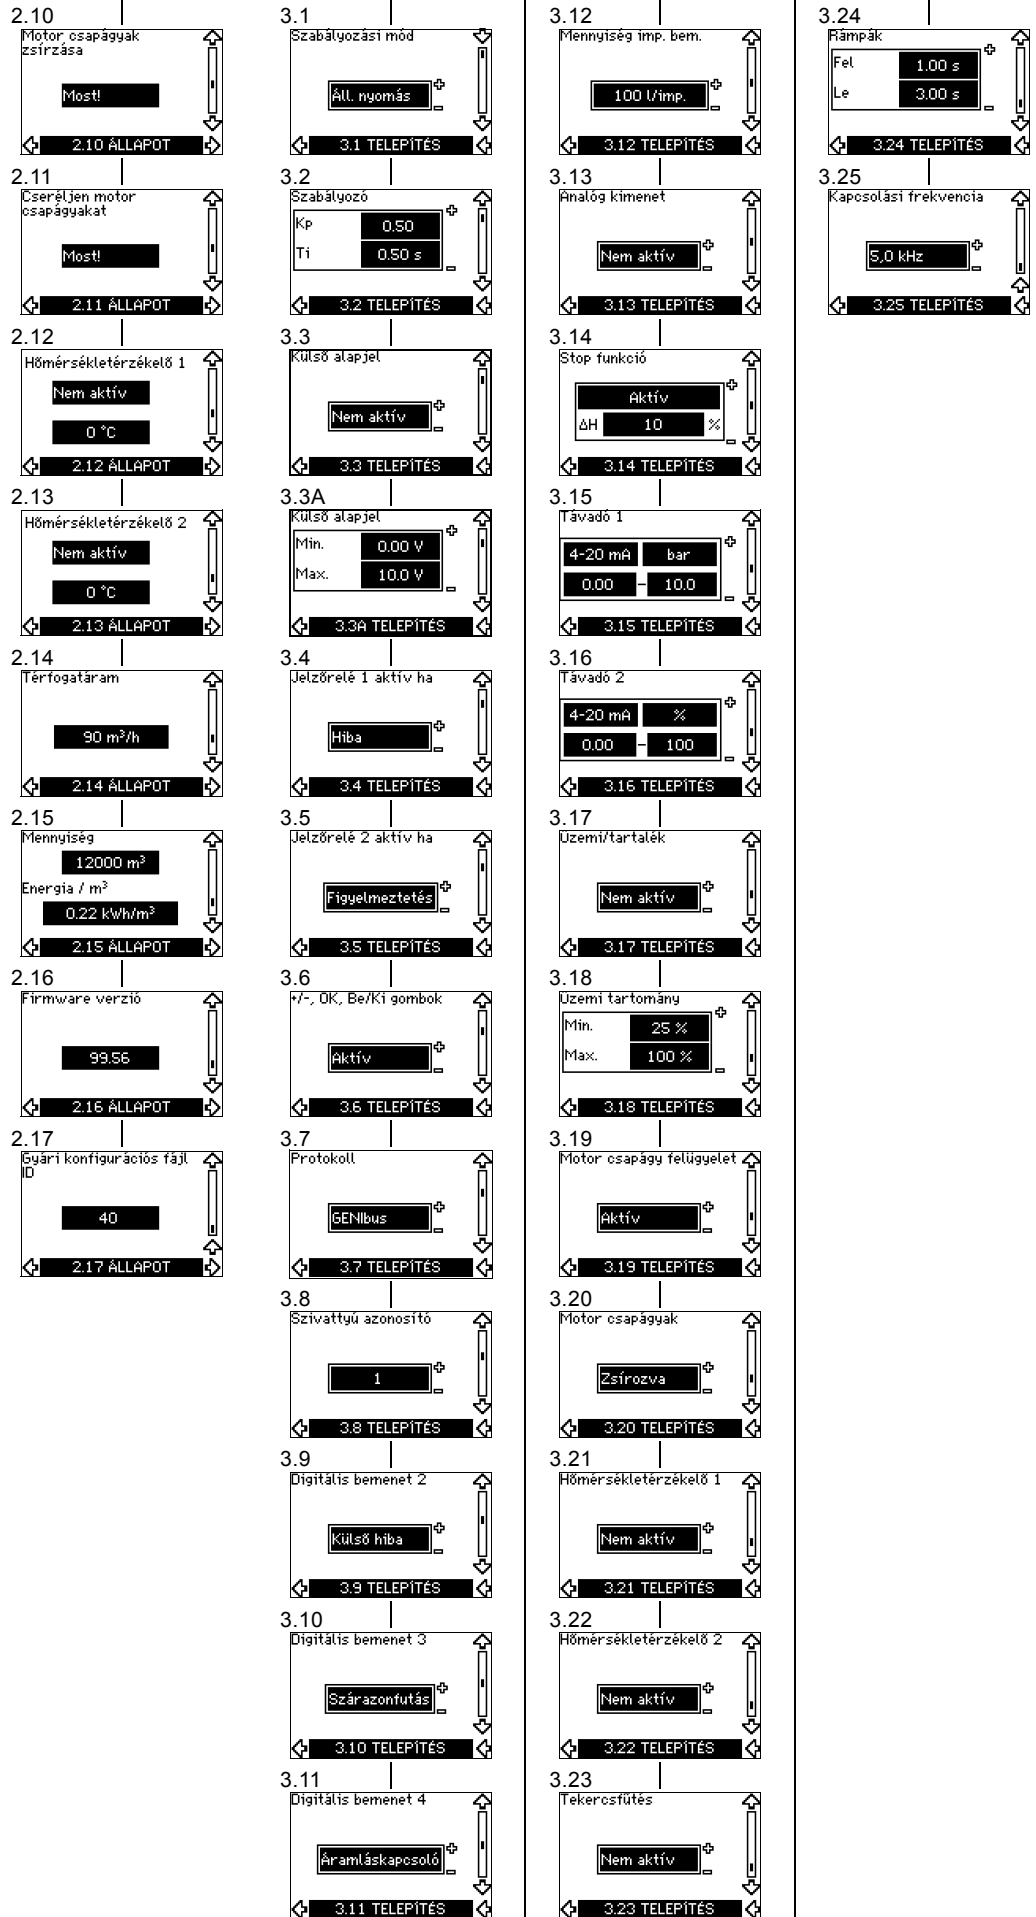 2.10
Motor csapágyak
zsírzása
Most!
2.10 ÁLLAPOT
2.11
Cseréljen motor
csapágyakat
Most!
2.11 ÁLLAPOT
2.12
Hőmérsékletérzékelő 1
Nem aktív
0 °C
2.12 ÁLLAPOT
2.13
Hőmérsékletérzékelő 2
Nem aktív
0 °C
2.13 ÁLLAPOT
2.14
Térfogatáram
90 m³/h
2.14 ÁLLAPOT
2.15
Mennyiség
12000 m³
Energia / m³
0.22 kWh/m³
2.15 ÁLLAPOT
2.16
Firmware verzió
99.56
2.16 ÁLLAPOT
2.17
Gyári konfigurációs fájl
ID
40
2.17 ÁLLAPOT
3.1
Szabályozási mód
Áll. nyomás
3.1 TELEPÍTÉS
3.2
Szabályozó
Kp 0.50
Ti 0.50 s
3.2 TELEPÍTÉS
3.3
Külső alapjel
Nem aktív
3.3 TELEPÍTÉS
3.3A
Külső alapjel
Min. 0.00 V
Max. 10.0 V
3.3A TELEPÍTÉS
3.4
Jelzőrelé 1 aktív ha
Hiba
3.4 TELEPÍTÉS
3.5
Jelzőrelé 2 aktív ha
Figyelmeztetés
3.5 TELEPÍTÉS
3.6
+/-, OK, Be/Ki gombok
Aktív
3.6 TELEPÍTÉS
3.7
Protokoll
GENIbus
3.7 TELEPÍTÉS
3.8
Szivattyú azonosító
1
3.8 TELEPÍTÉS
3.9
Digitális bemenet 2
Külső hiba
3.9 TELEPÍTÉS
3.10
Digitális bemenet 3
Szárazonfutás
3.10 TELEPÍTÉS
3.11
Digitális bemenet 4
Áramláskapcsoló
3.11 TELEPÍTÉS
3.12
Mennyiség imp. bem.
100 l/imp.
3.12 TELEPÍTÉS
3.13
Analóg kimenet
Nem aktív
3.13 TELEPÍTÉS
3.14
Stop funkció
Aktív
ΔH 10 %
3.14 TELEPÍTÉS
3.15
Távadó 1
4-20 mA bar
0.00 - 10.0
3.15 TELEPÍTÉS
3.16
Távadó 2
4-20 mA %
0.00 - 100
3.16 TELEPÍTÉS
3.17
Üzemi/tartalék
Nem aktív
3.17 TELEPÍTÉS
3.18
Üzemi tartomány
Min. 25 %
Max. 100 %
3.18 TELEPÍTÉS
3.19
Motor csapágy felügyelet
Aktív
3.19 TELEPÍTÉS
3.20
Motor csapágyak
Zsírozva
3.20 TELEPÍTÉS
3.21
Hőmérsékletérzékelő 1
Nem aktív
3.21 TELEPÍTÉS
3.22
Hőmérsékletérzékelő 2
Nem aktív
3.22 TELEPÍTÉS
3.23
Tekercsfűtés
Nem aktív
3.23 TELEPÍTÉS
3.24
Rámpák
Fel 1.00 s
Le 3.00 s
3.24 TELEPÍTÉS
3.25
Kapcsolási frekvencia
5,0 kHz
3.25 TELEPÍTÉS